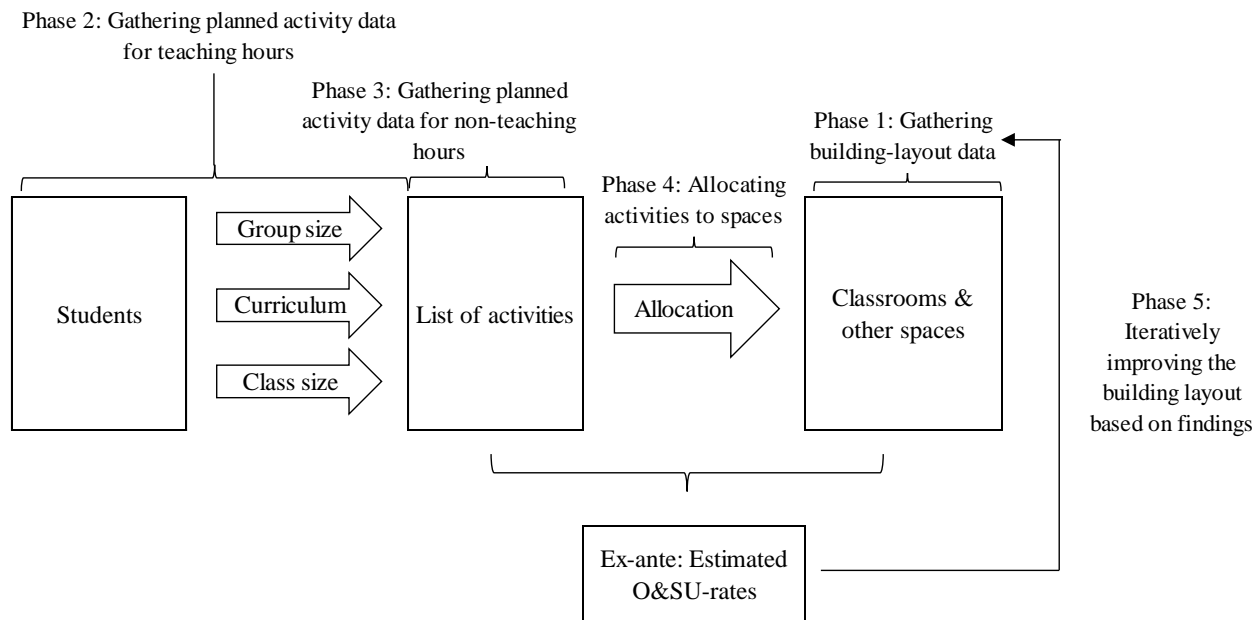 Phase 2: Gathering planned activity data
for teaching hours
Phase 3: Gathering planned
activity data for non-teaching
hours
Phase 1: Gathering
building-layout data
Phase 4: Allocating
activities to spaces
Group size
Curriculum
Class size
Students
List of activities
Allocation
Classrooms &
other spaces
Phase 5:
Iteratively
improving the
building layout
based on findings
Ex-ante: Estimated
O&SU-rates